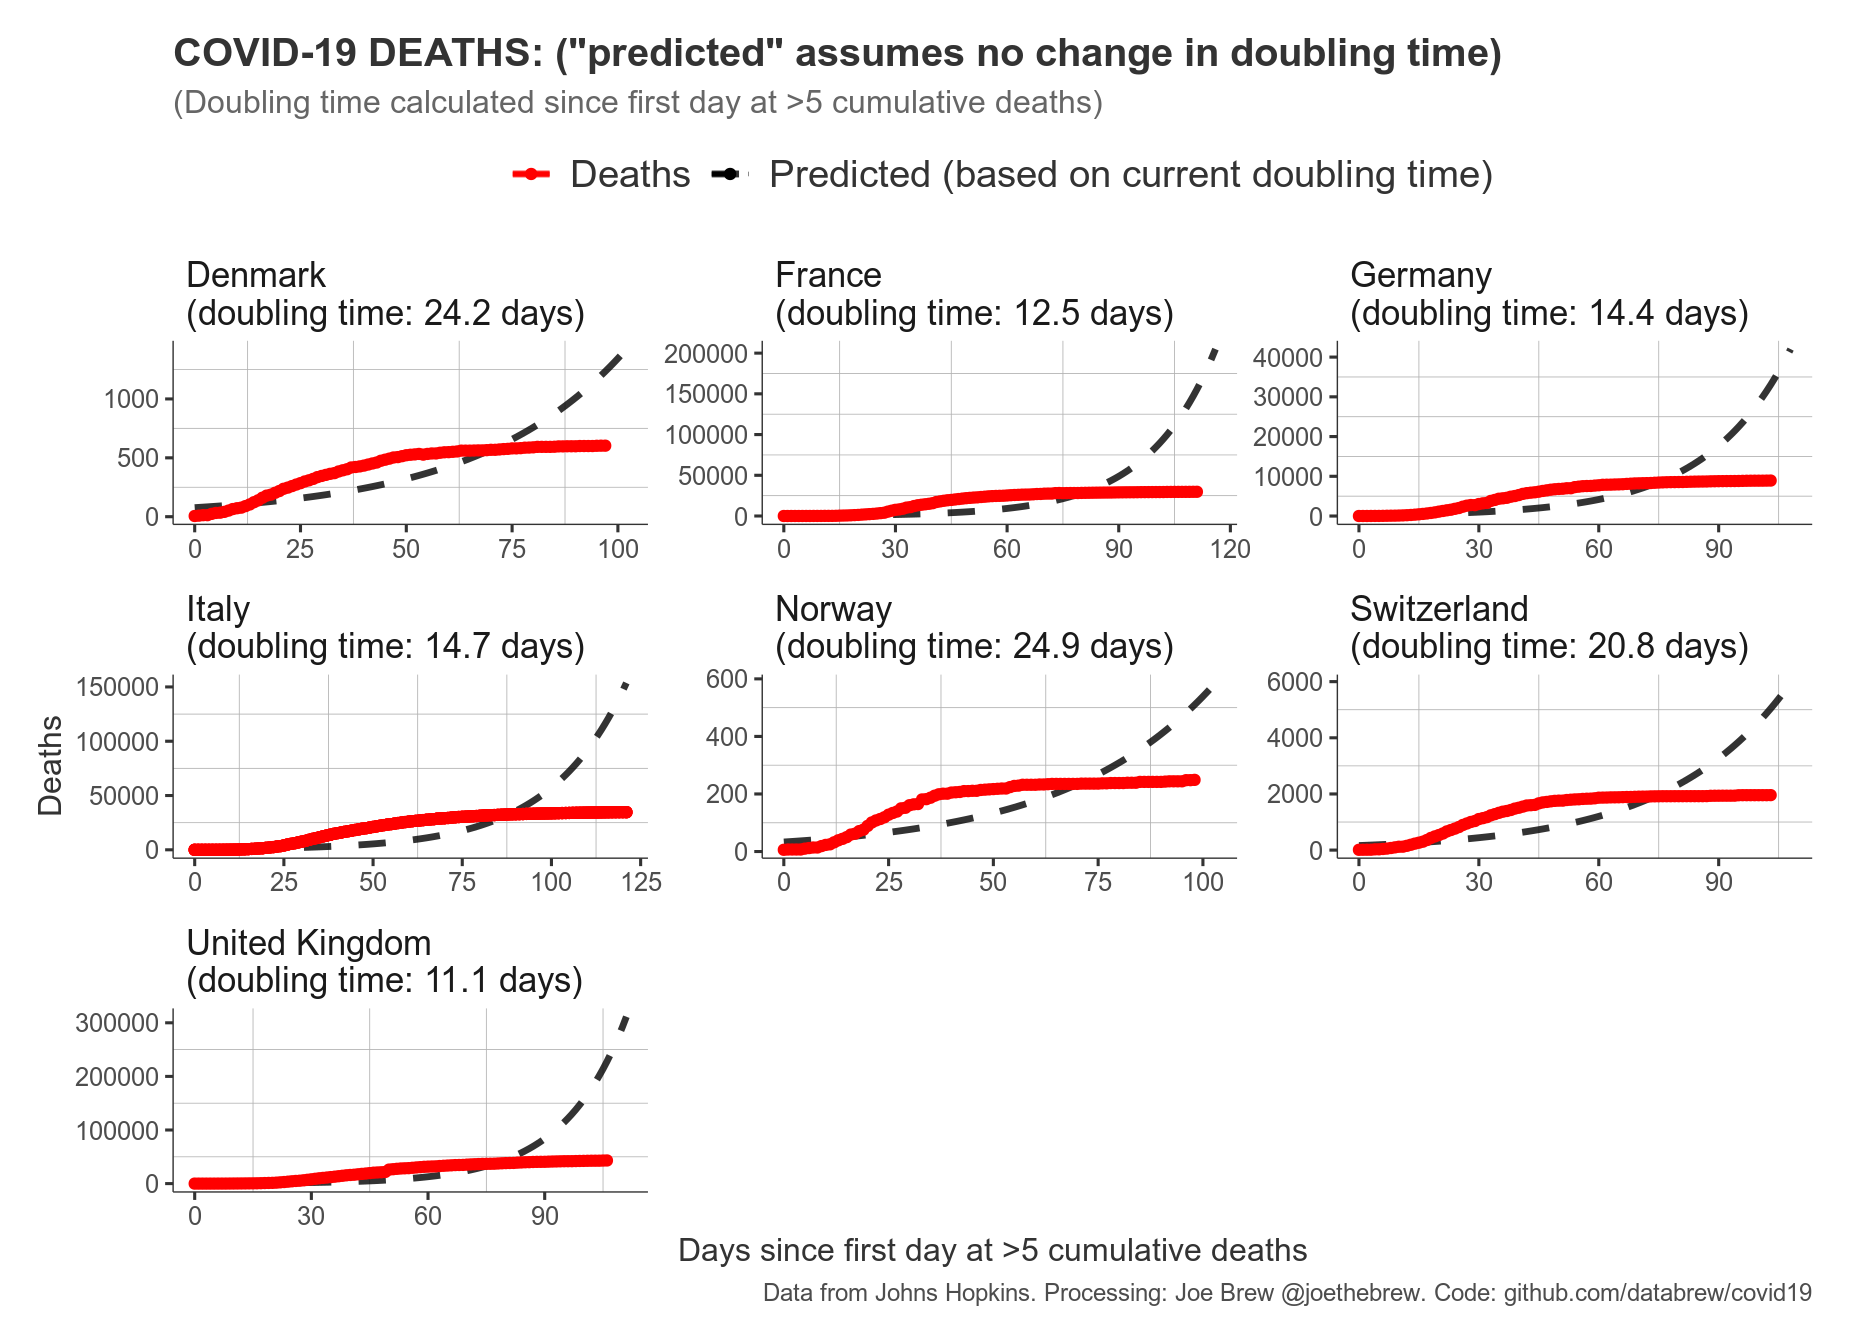 COVID-19 DEATHS: ("predicted" assumes no change in doubling time)
(Doubling time calculated since first day at >5 cumulative deaths)
Deaths Predicted (based on current doubling time)
Denmark
(doubling time: 24.2 days)
1000
500
0
0 25 50 75 100
France
(doubling time: 12.5 days)
200000
150000
100000
50000
0
0 30 60 90 120
Germany
(doubling time: 14.4 days)
40000
30000
20000
10000
0
0 30 60 90
Deaths
Italy
(doubling time: 14.7 days)
150000
100000
50000
0
0 25 50 75 100 125
Norway
(doubling time: 24.9 days)
600
400
200
0
0 25 50 75 100
Switzerland
(doubling time: 20.8 days)
6000
4000
2000
0
0 30 60 90
United Kingdom
(doubling time: 11.1 days)
300000
200000
100000
0
0 30 60 90
Days since first day at >5 cumulative deaths
Data from Johns Hopkins. Processing: Joe Brew @joethebrew. Code: github.com/databrew/covid19